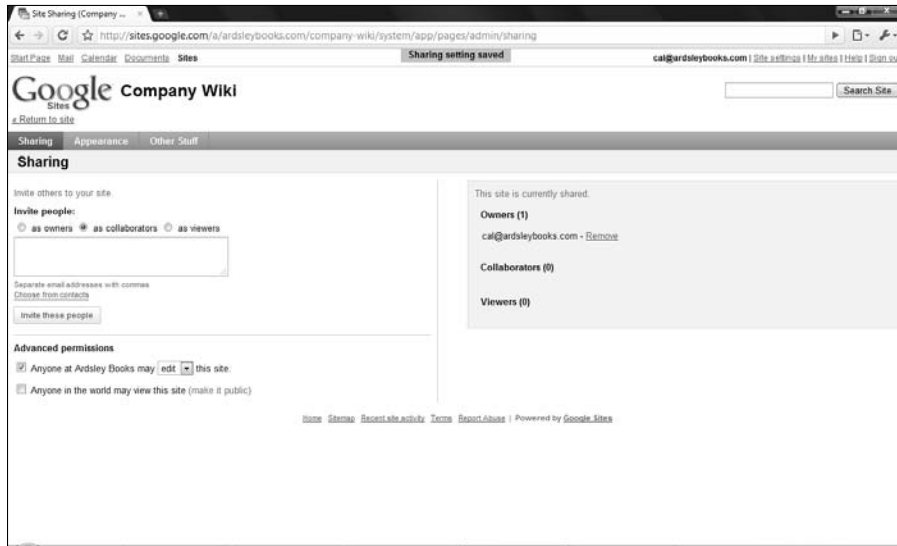 Site Sharing (Company ...
http://sites.google.com/a/ardsleybooks.com/company-wiki/system/app/pages/admin/sharing
Start Page Mail Calendar Documents Sites
Sharing setting saved
cal@ardsleybooks.com | Site settings | My sites | Help | Sign ou
Google Sites Company Wiki
Search Site
« Return to site
Sharing Appearance Other Stuff
Sharing
Invite others to your site.
Invite people:
as owners as collaborators as viewers
Separate email addresses with commas
Choose from contacts
Invite these people
Advanced permissions
Anyone at Ardsley Books may edit this site.
Anyone in the world may view this site (make it public)
This site is currently shared.
Owners (1)
cal@ardsleybooks.com - Remove
Collaborators (0)
Viewers (0)
Home Sitemap Recent site activity Terms Report Abuse | Powered by Google Sites